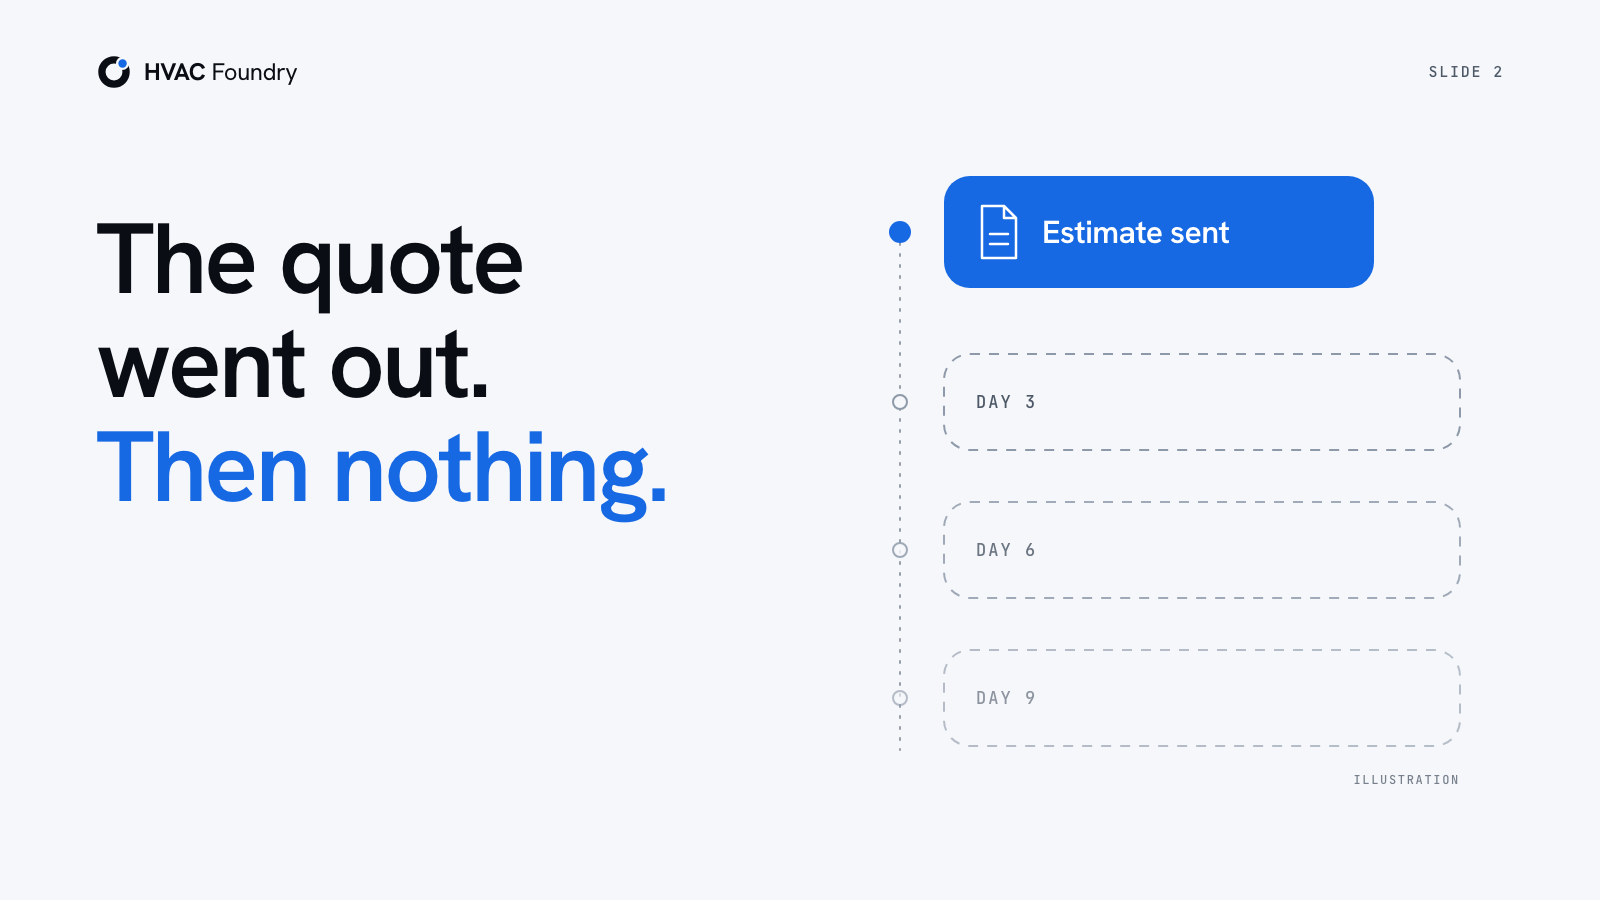 HVAC Foundry
SLIDE 2
The quote
went out.
Then nothing.
Estimate sent
DAY 3
DAY 6
DAY 9
ILLUSTRATION